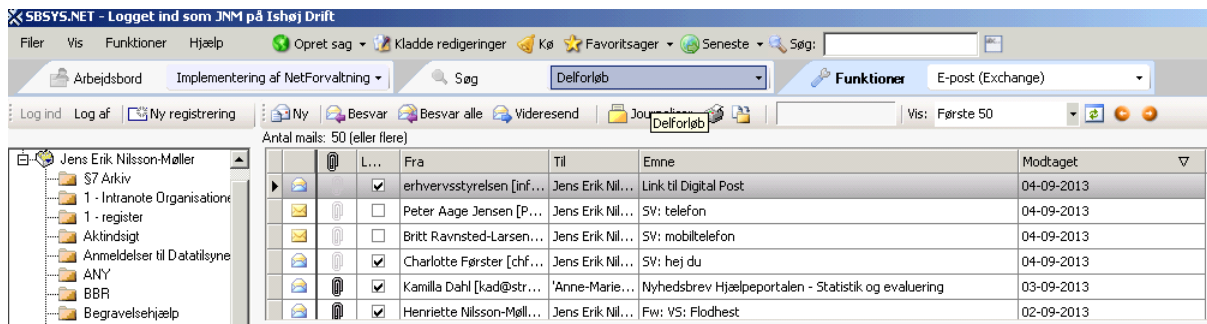 SBSYS.NET - Logget ind som JNM på Ishøj Drift
Filer Vis Funktioner Hjælp Opret sag Kladde redigeringer Kø Favoritsager Seneste Søg:
Arbejdsbord Implementering af NetForvaltning Søg Delforløb Funktioner E-post (Exchange)
Log ind Log af Ny registrering Ny Besvar Besvar alle Videresend Vis: Første 50
Delforløb
Antal mails: 50 (eller flere)
Jens Erik Nilsson-Møller
§7 Arkiv
1 - Intranote Organisatione
1 - register
Aktindsigt
Anmeldelser til Datatilsyne
ANY
BBR
Begravelsehjælp
L... Fra Til Emne Modtaget
erhvervsstyrelsen [inf... Jens Erik Nil... Link til Digital Post 04-09-2013
Peter Aage Jensen [P... Jens Erik Nil... SV: telefon 04-09-2013
Britt Ravnsted-Larsen... Jens Erik Nil... SV: mobiltelefon 04-09-2013
Charlotte Førster [chf... Jens Erik Nil... SV: hej du 04-09-2013
Kamilla Dahl [kad@str... 'Anne-Marie... Nyhedsbrev Hjælpeportalen - Statistik og evaluering 03-09-2013
Henriette Nilsson-Møll... Jens Erik Nil... Fw: VS: Flodhest 02-09-2013